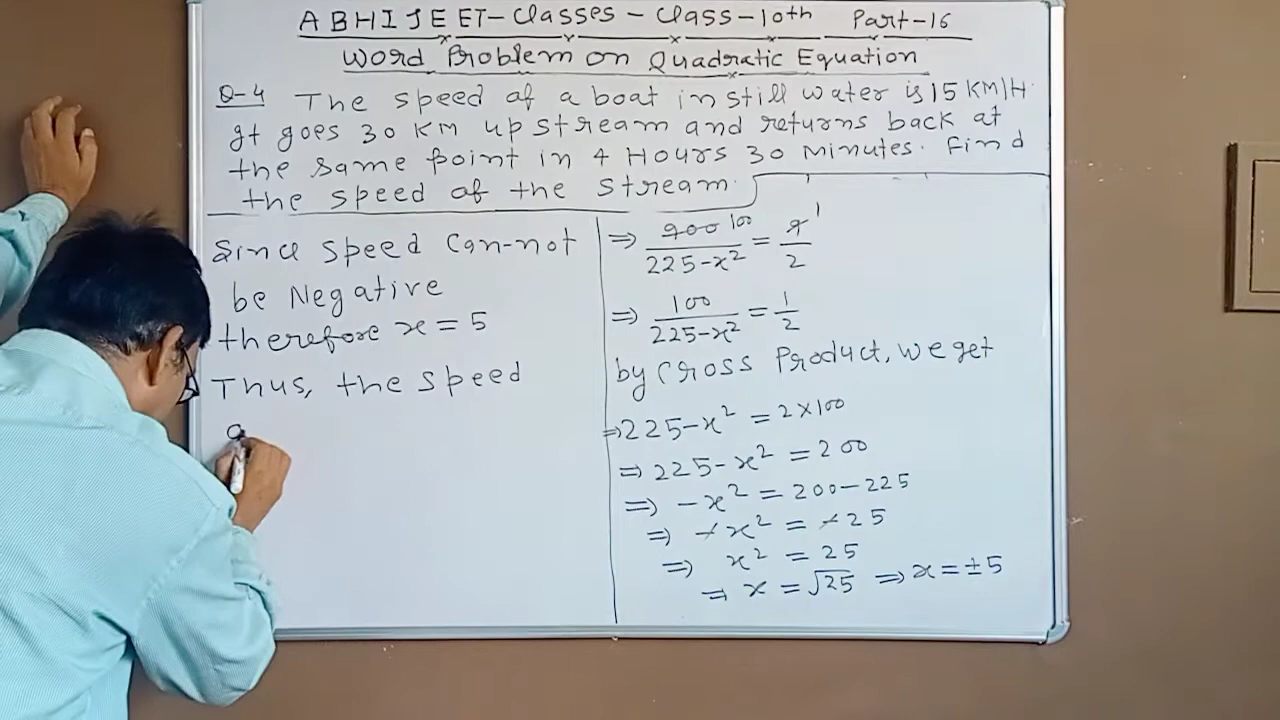 ABHIJEET-Classes-Class-10th Part-16
Word Problem on Quadratic Equation
Q-4 The speed of a boat in still water is 15 KM/H.
It goes 30 KM upstream and returns back at
the same point in 4 Hours 30 Minutes. Find
the speed of the stream.
Since speed Can-not
be Negative
therefore x = 5
Thus, the speed
o
⇒ 900 100 / 225-x² = 9 1 / 2
⇒ 100 / 225-x² = 1/2
by Cross Product, we get
⇒ 225-x² = 2×100
⇒ 225-x² = 200
⇒ -x² = 200-225
⇒ -x² = -25
⇒ x² = 25
⇒ x = √25 ⇒ x = ±5